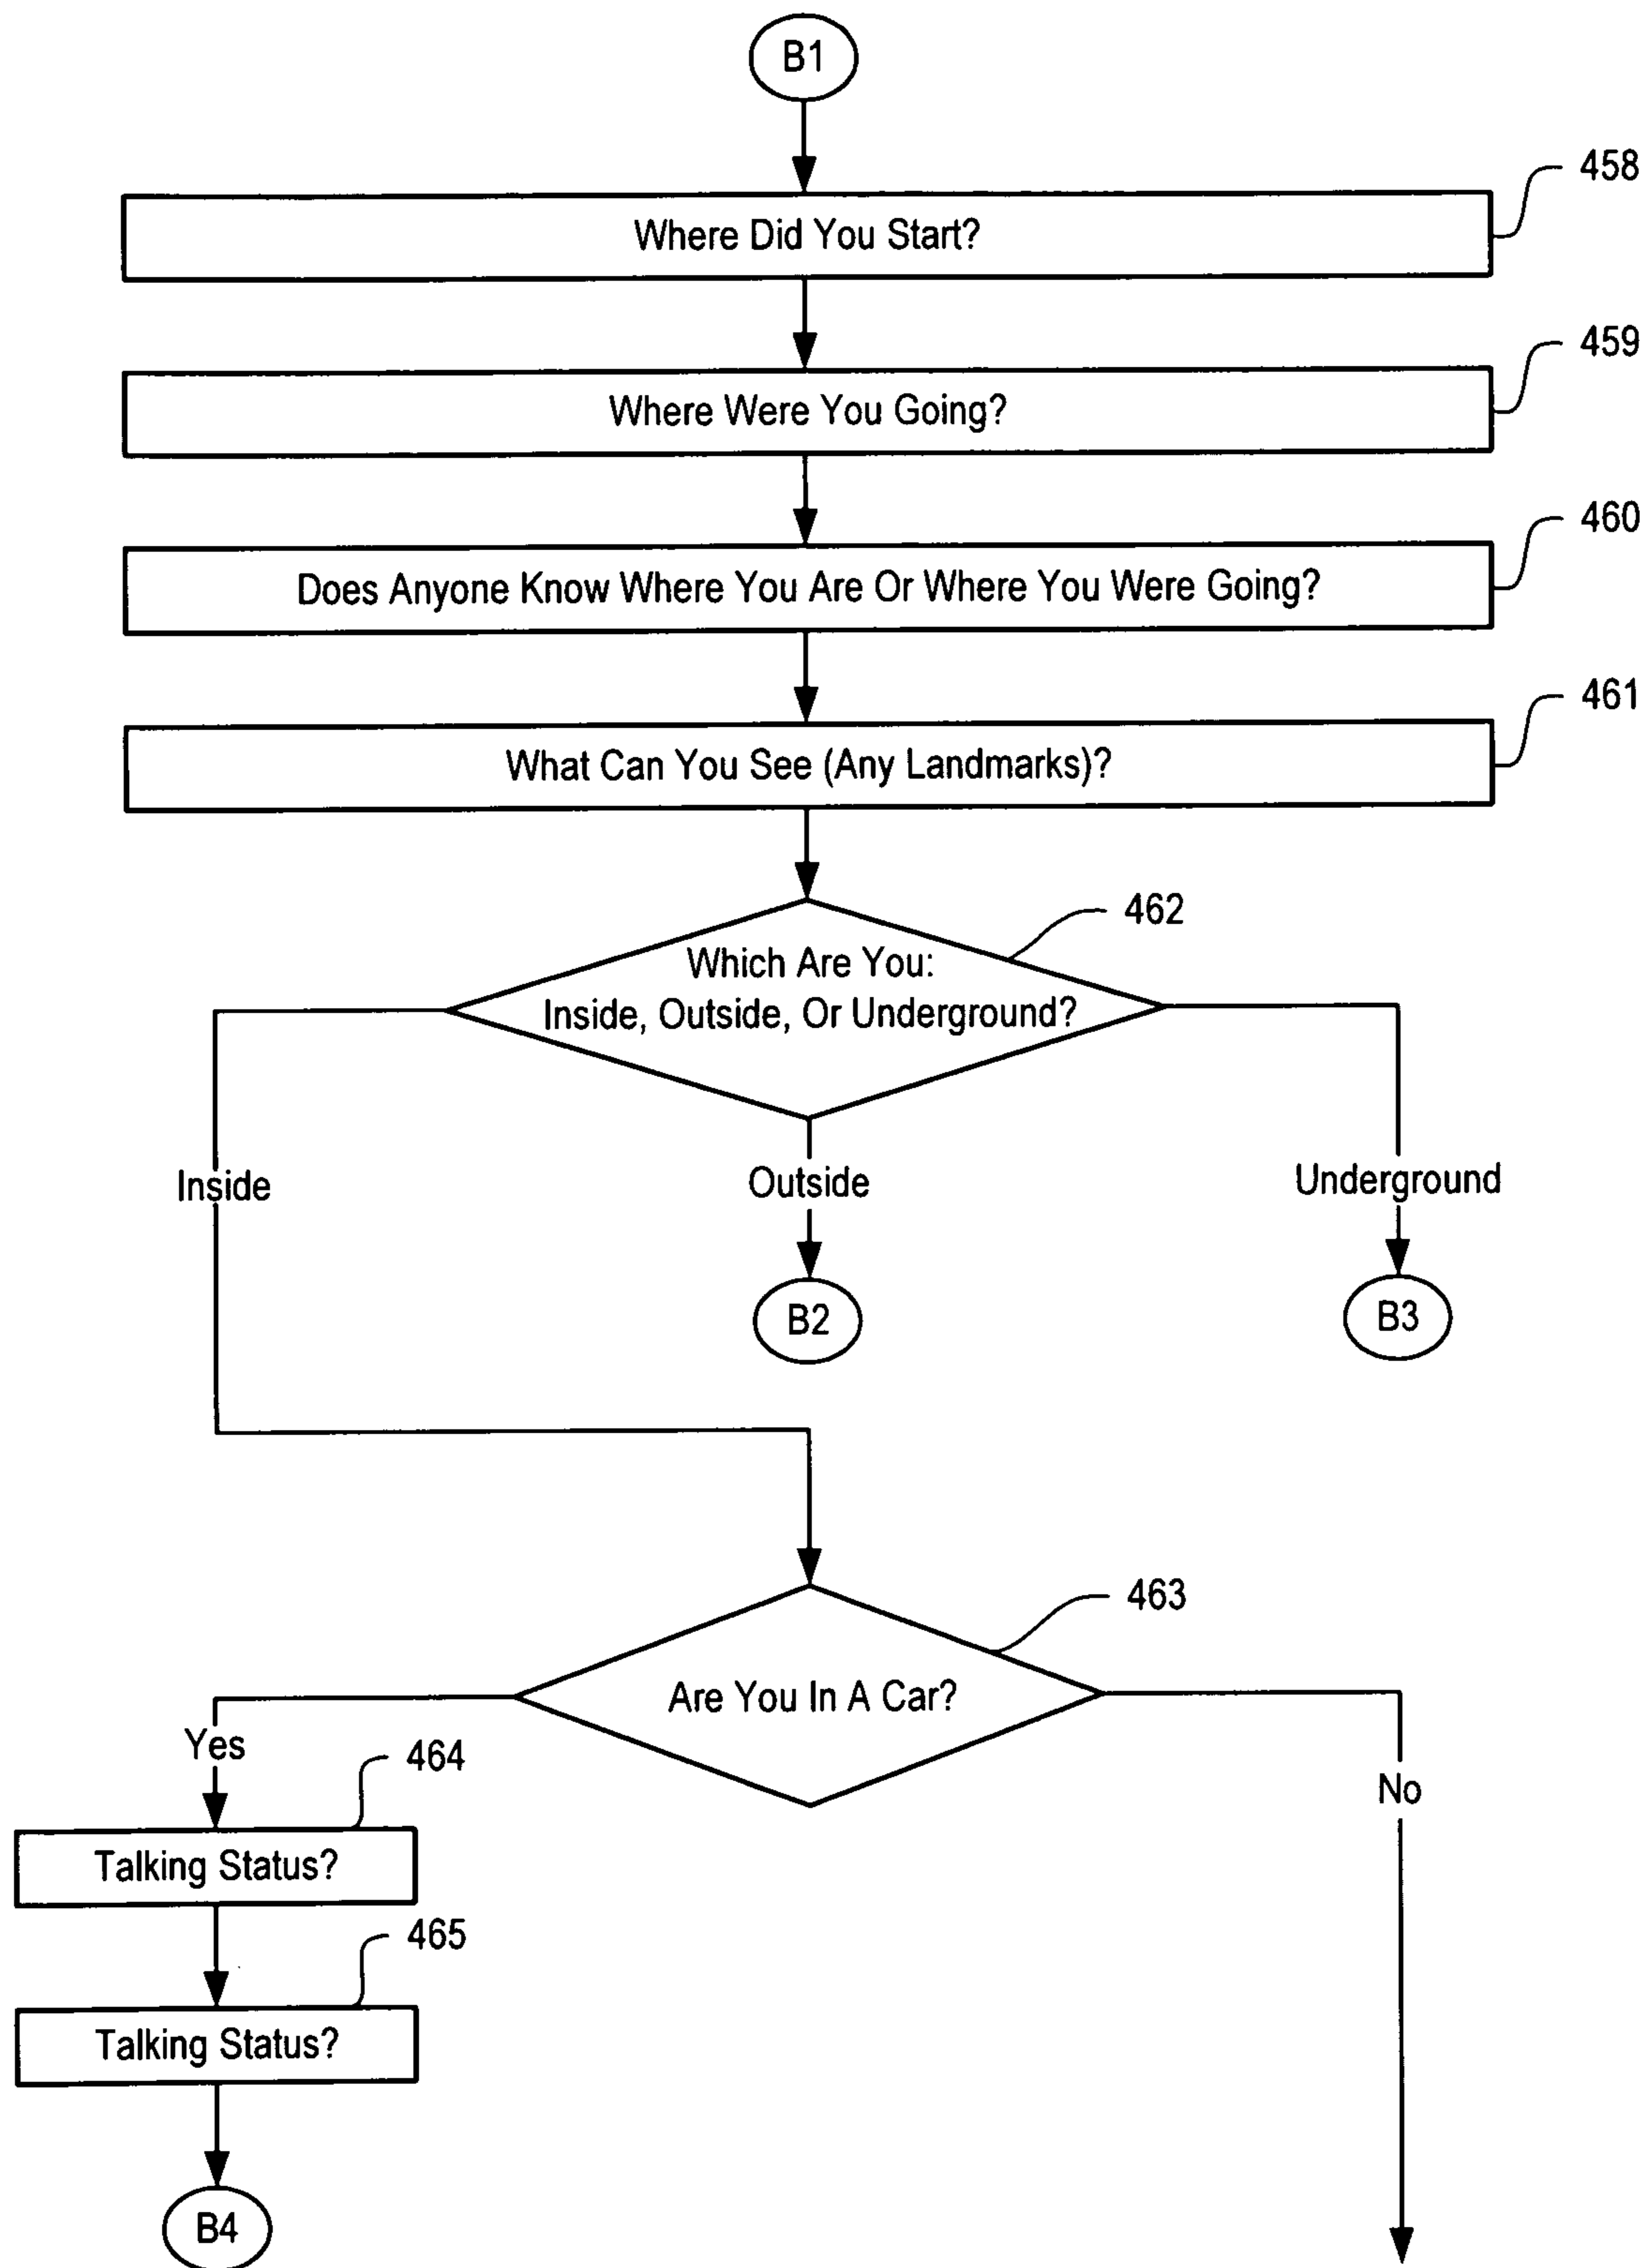 B1
458
Where Did You Start?
459
Where Were You Going?
460
Does Anyone Know Where You Are Or Where You Were Going?
461
What Can You See (Any Landmarks)?
462
Which Are You:
Inside, Outside, Or Underground?
Inside
Outside
Underground
B2
B3
463
Are You In A Car?
Yes
464
No
Talking Status?
465
Talking Status?
B4